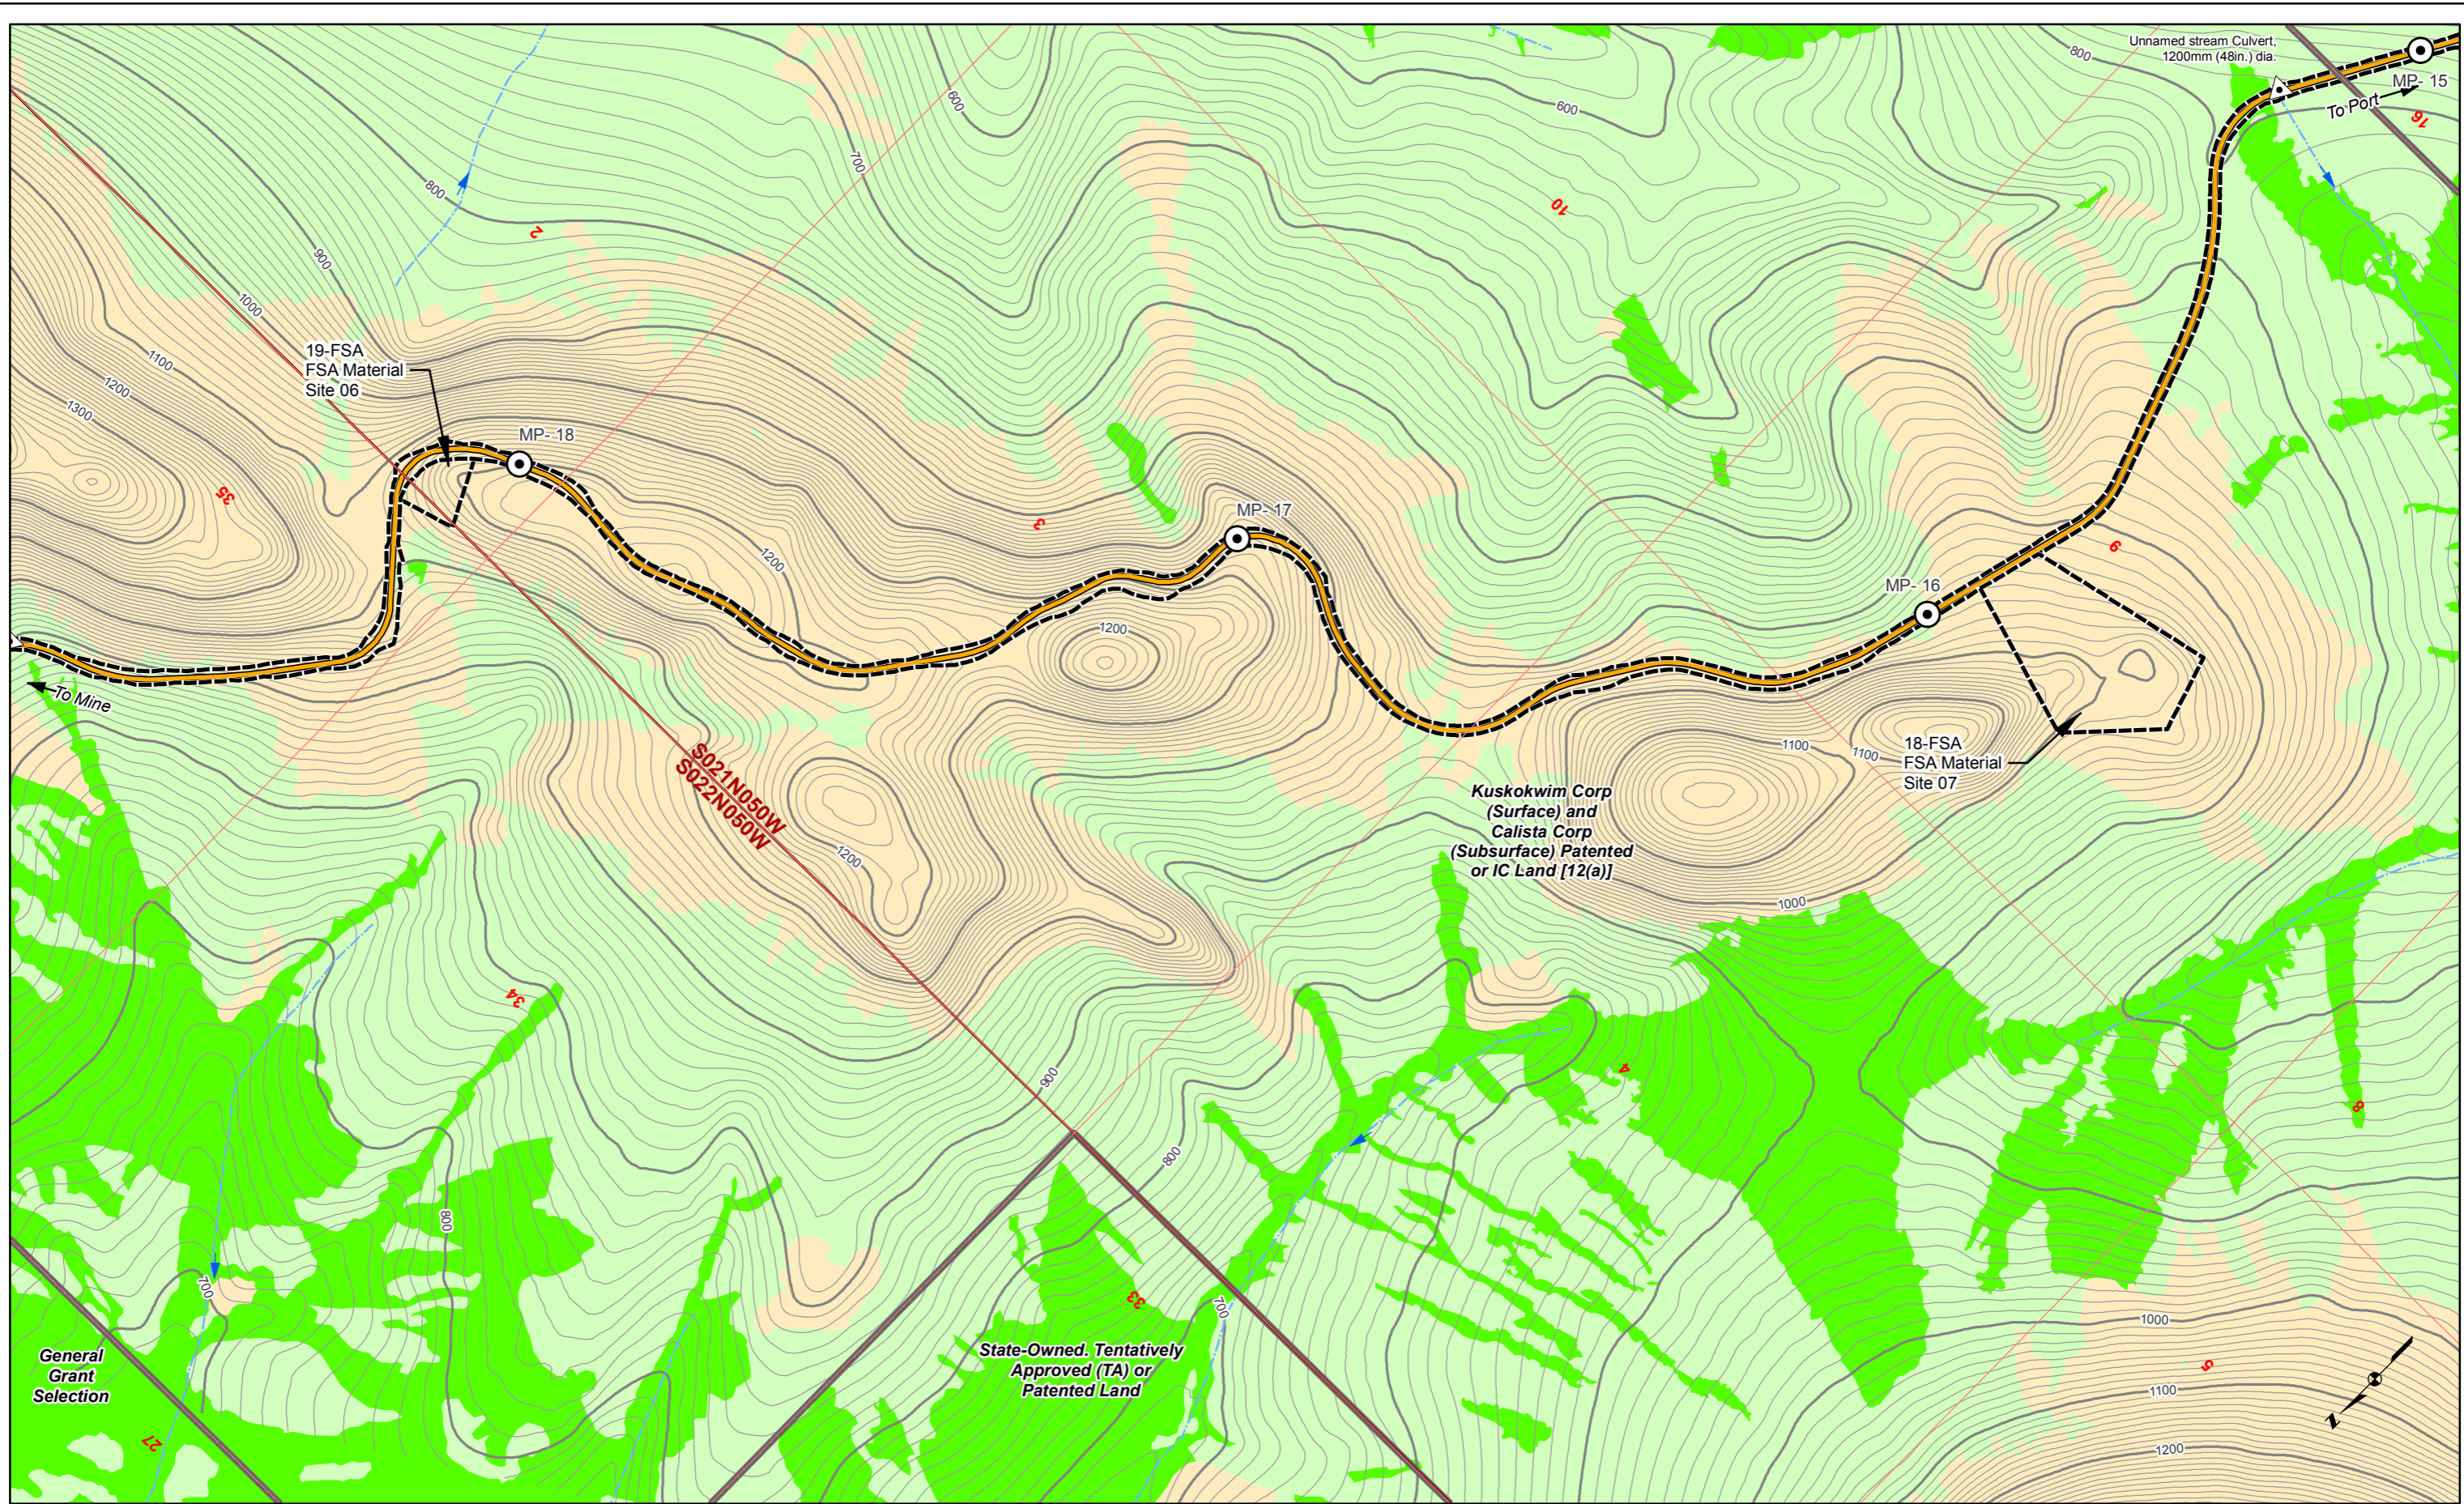 Unnamed stream Culvert,
1200mm (48in.) dia.
MP- 15
To Port
16
800
600
600
700
800
900
1000
1100
1200
1300
2
10
19-FSA
FSA Material
Site 06
MP- 18
35
3
MP- 17
1200
1200
9
MP- 16
To Mine
S021N050W
S022N050W
1200
18-FSA
FSA Material
Site 07
1100
1100
1000
Kuskokwim Corp
(Surface) and
Calista Corp
(Subsurface) Patented
or IC Land [12(a)]
34
900
800
4
8
800
700
700
33
General
Grant
Selection
State-Owned. Tentatively
Approved (TA) or
Patented Land
27
1000
1100
1200
5
N